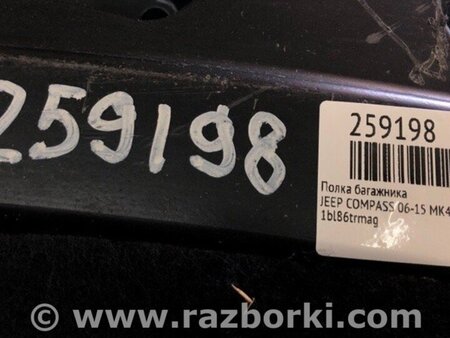 259198
259198
Полка багажника
JEEP COMPASS 06-15 MK4
1bl86trmag
© www.razborki.com